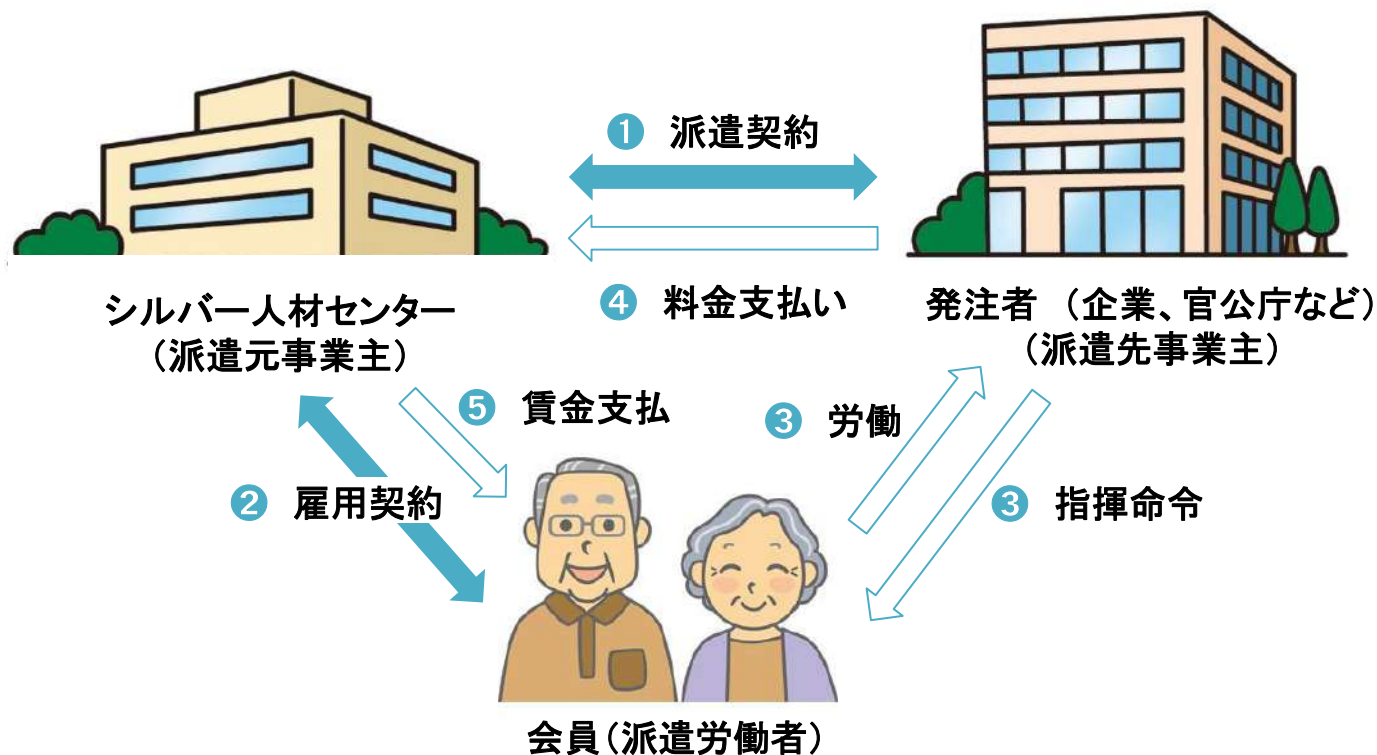 ❶ 派遣契約
❹ 料金支払い
シルバー人材センター
（派遣元事業主）
発注者 （企業、官公庁など）
（派遣先事業主）
❺ 賃金支払
❸ 労働
❷ 雇用契約
❸ 指揮命令
会員（派遣労働者）